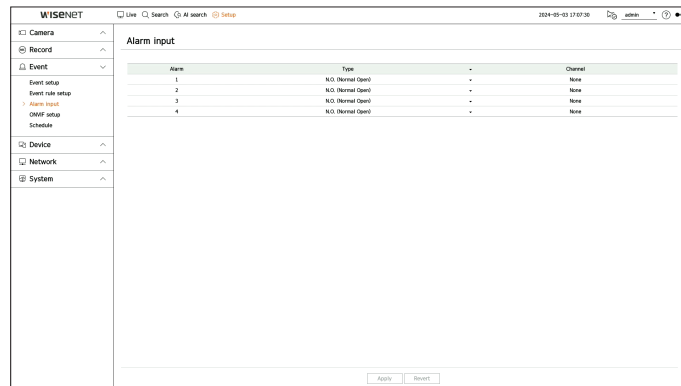 WISENET
Live Search AI search Setup 2024-05-03 17:07:30 admin ?
Camera
Record
Event
Event setup
Event rule setup
> Alarm input
ONVIF setup
Schedule
Device
Network
System
Alarm input
Alarm Type Channel
1 N.O. (Normal Open) None
2 N.O. (Normal Open) None
3 N.O. (Normal Open) None
4 N.O. (Normal Open) None
Apply Revert